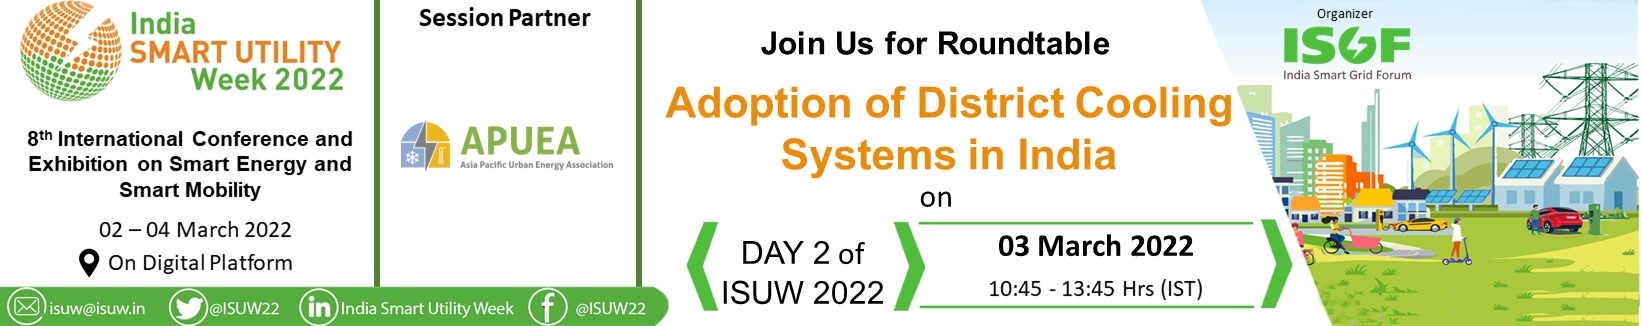 India
SMART UTILITY
Week 2022
8th International Conference and
Exhibition on Smart Energy and
Smart Mobility
02 – 04 March 2022
On Digital Platform
isuw@isuw.in
@ISUW22
in
India Smart Utility Week
f
@ISUW22
Session Partner
APUEA
Asia Pacific Urban Energy Association
Join Us for Roundtable
Adoption of District Cooling
Systems in India
on
DAY 2 of
ISUW 2022
03 March 2022
10:45 - 13:45 Hrs (IST)
Organizer
ISGF
India Smart Grid Forum